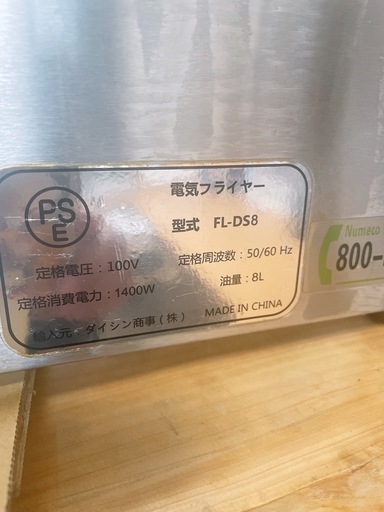 電気フライヤー
PSE
型式 FL-DS8
定格電圧：100V
定格周波数：50/60 Hz
定格消費電力：1400W
油量：8L
輸入元：ダイシン商事（株）
MADE IN CHINA
Numeco
800-